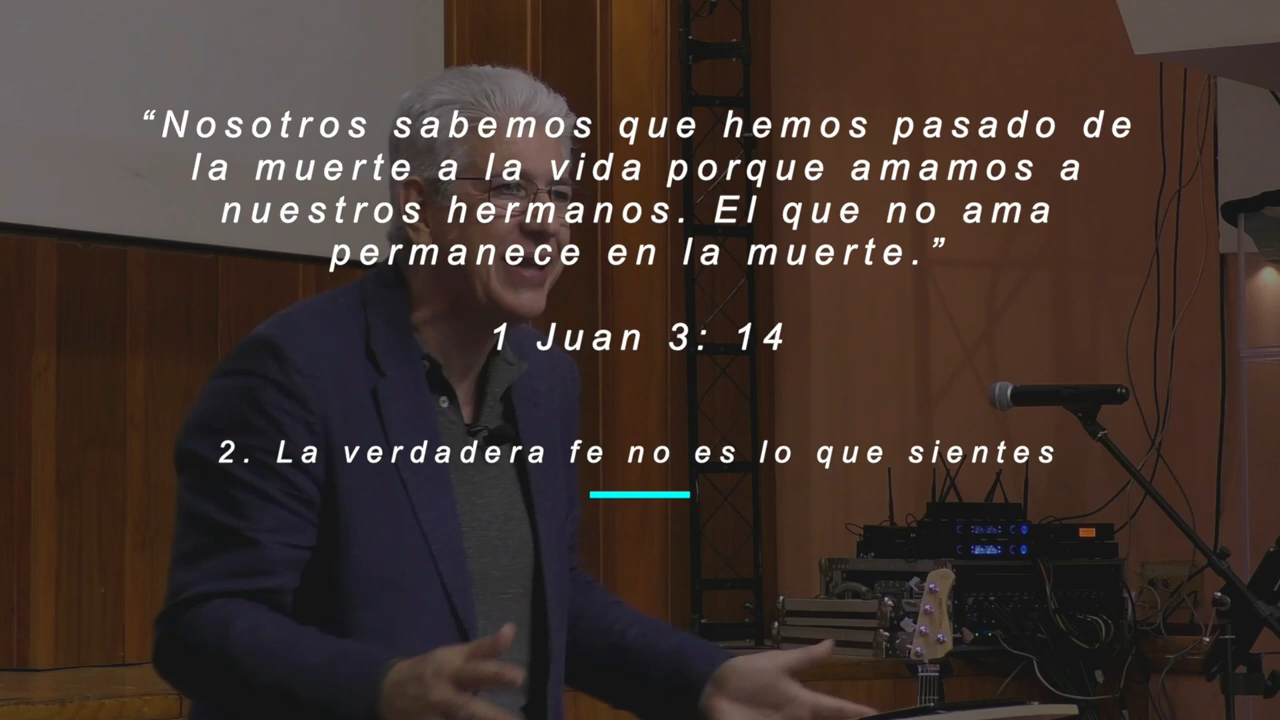 “Nosotros sabemos que hemos pasado de
la muerte a la vida porque amamos a
nuestros hermanos. El que no ama
permanece en la muerte.”
1 Juan 3: 14
2. La verdadera fe no es lo que sientes